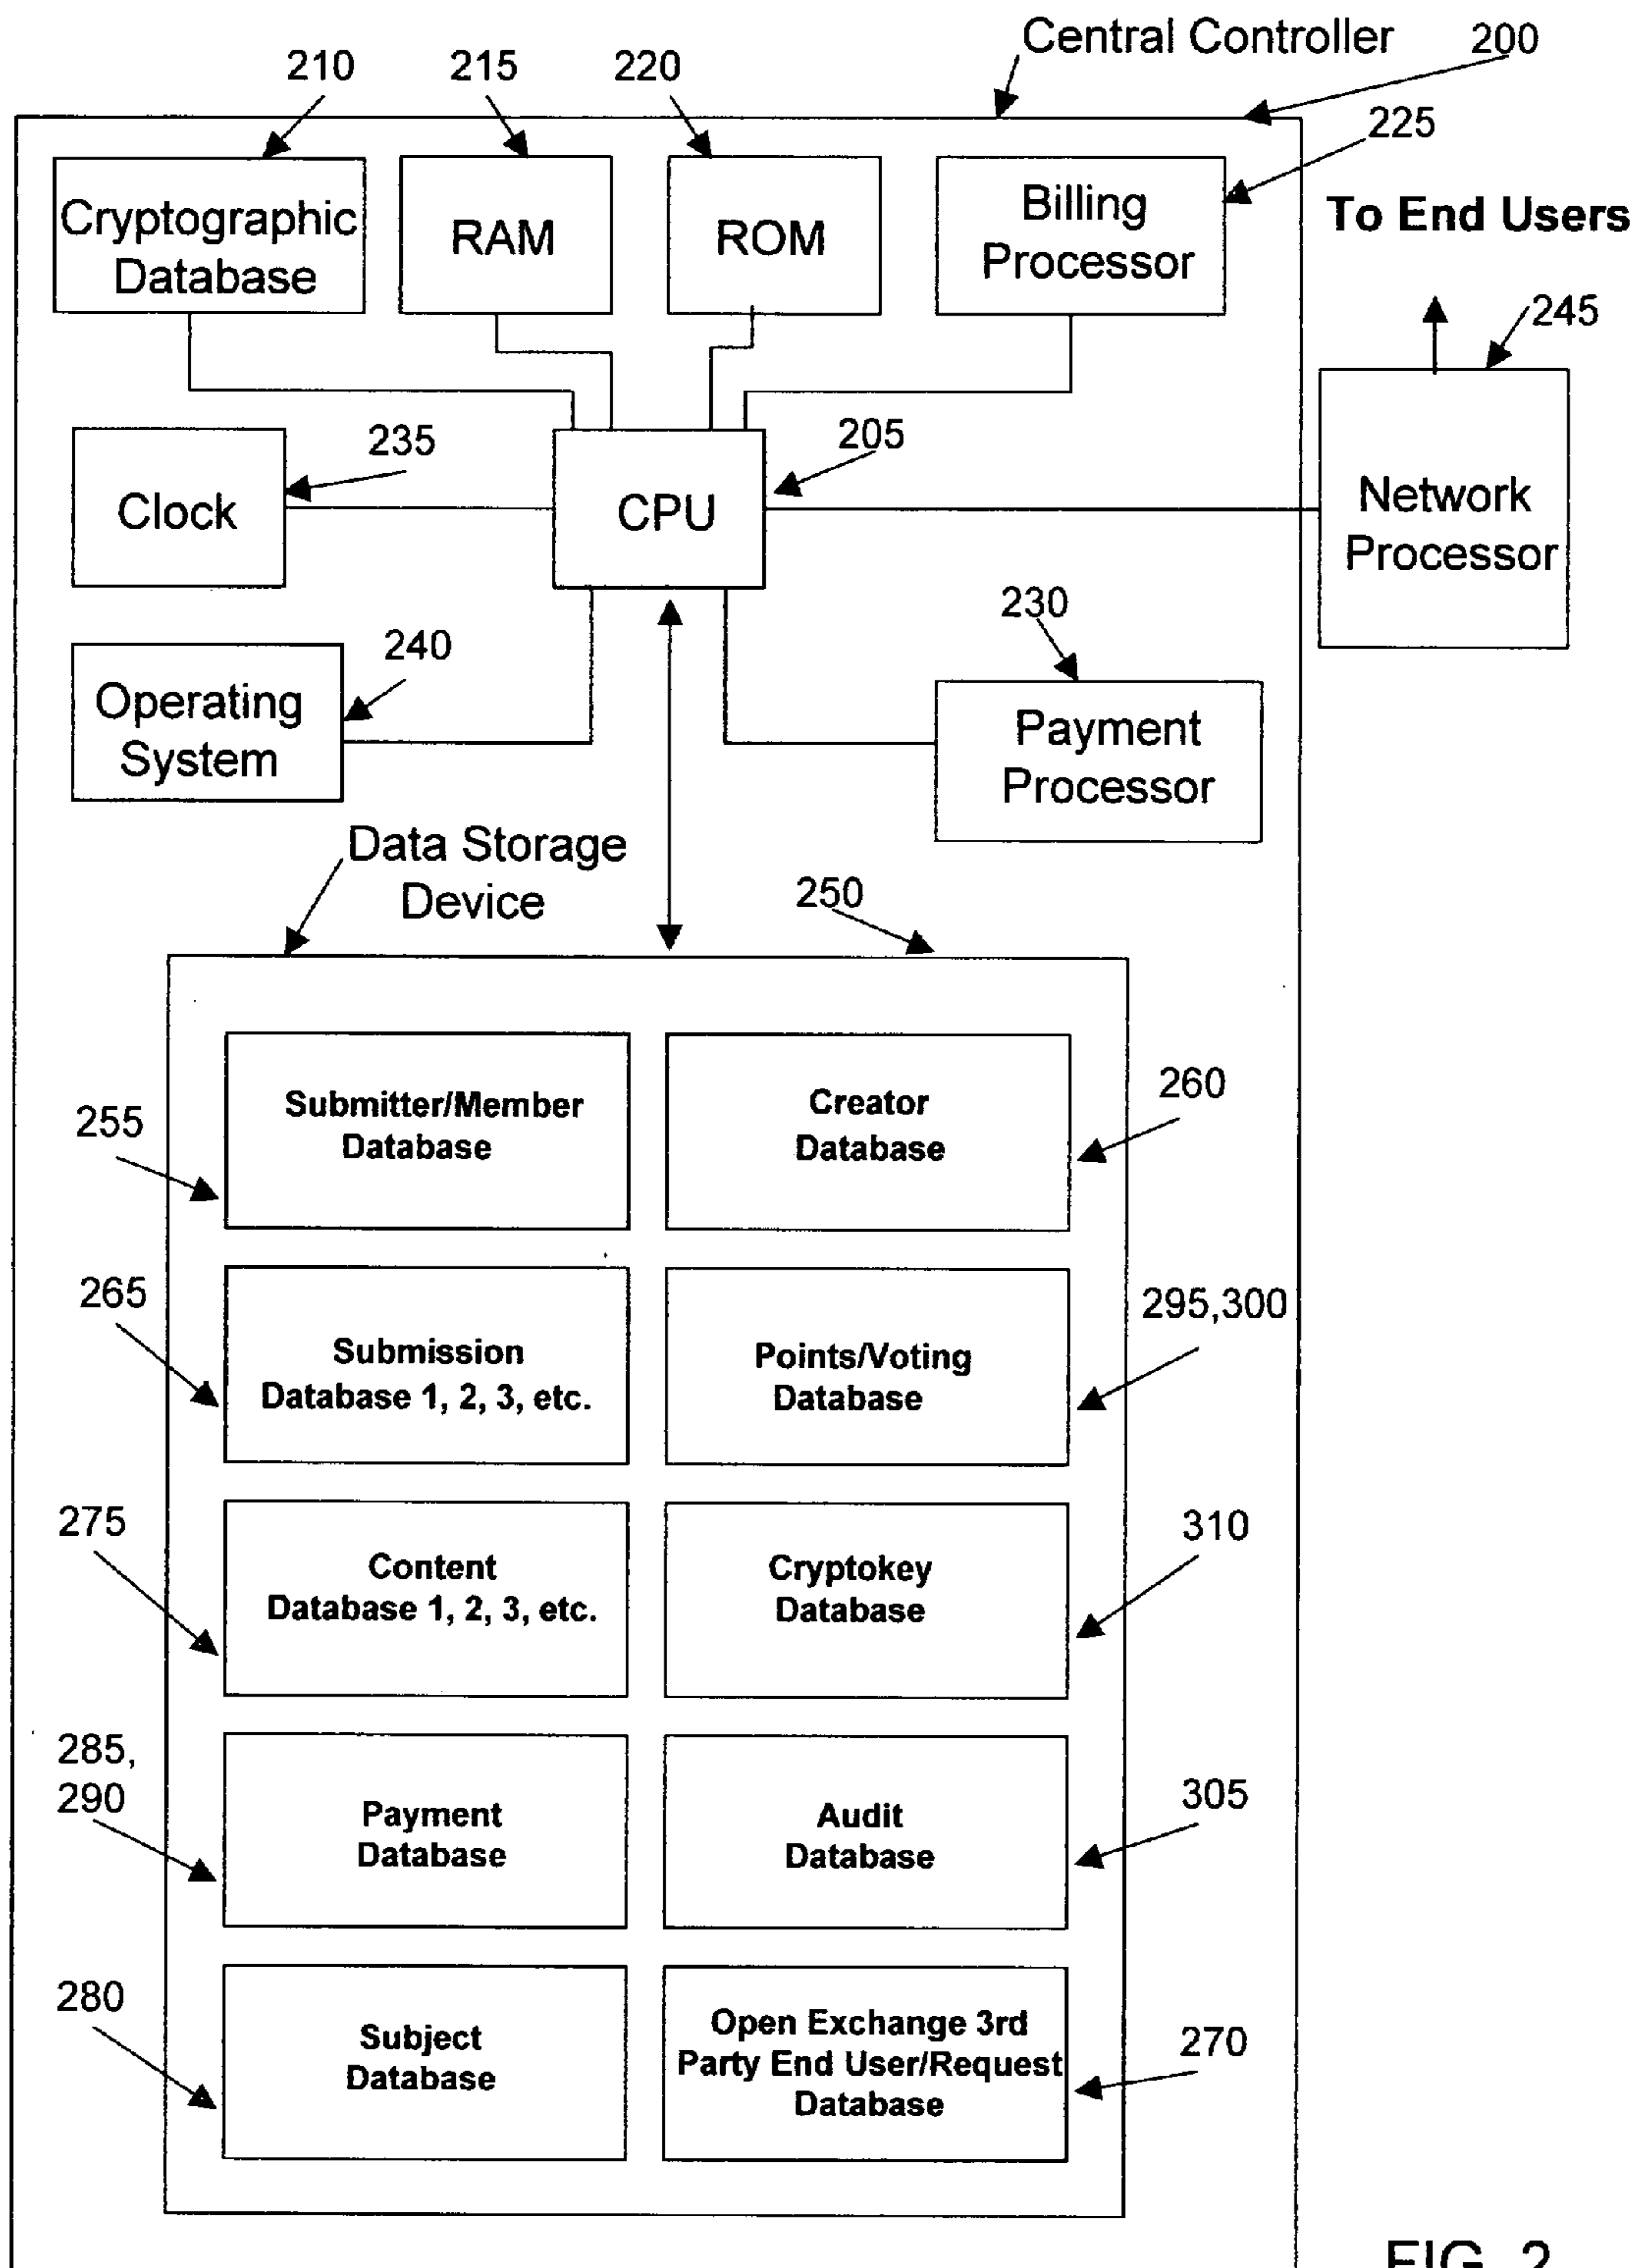 Central Controller 200
210 215 220
225
Cryptographic
Database
RAM
ROM
Billing
Processor
To End Users
245
235
205
Clock
CPU
Network
Processor
230
240
Operating
System
Payment
Processor
Data Storage
Device
250
Submitter/Member
Database
Creator
Database
260
255
265
295,300
Submission
Database 1, 2, 3, etc.
Points/Voting
Database
275
310
Content
Database 1, 2, 3, etc.
Cryptokey
Database
285,
290
305
Payment
Database
Audit
Database
280
270
Subject
Database
Open Exchange 3rd
Party End User/Request
Database
FIG. 2